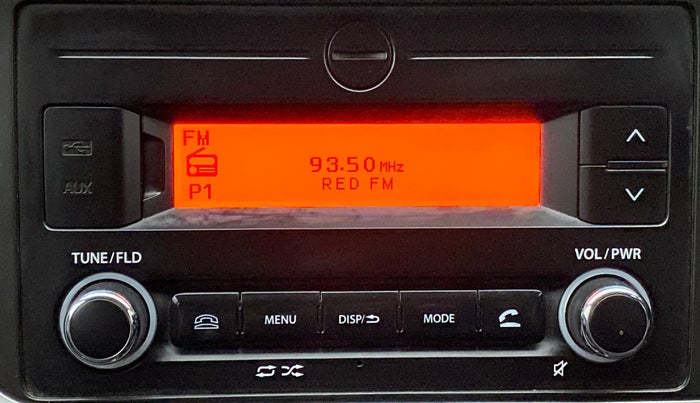 FM
93.50 MHz
RED FM
P1
AUX
TUNE/FLD
VOL/PWR
MENU
DISP/
MODE